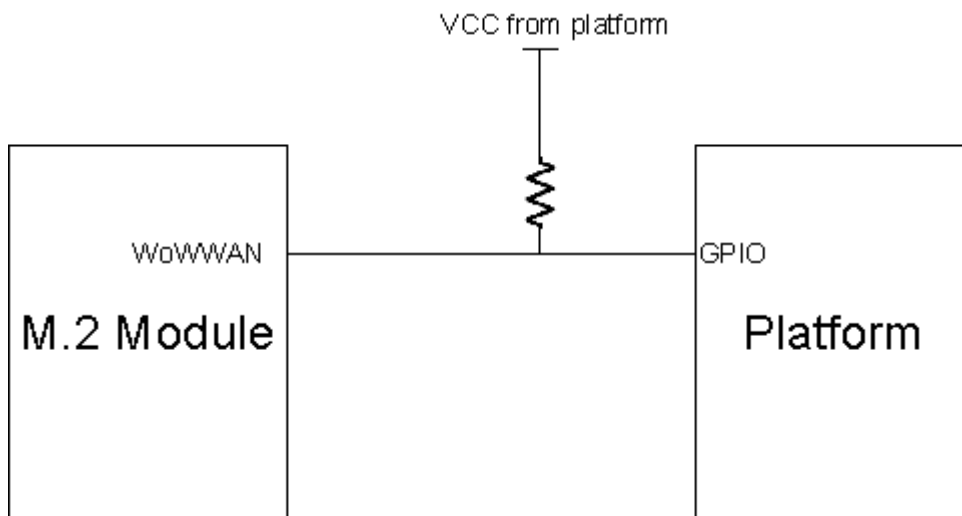 VCC from platform
WoWWAN
GPIO
M.2 Module
Platform